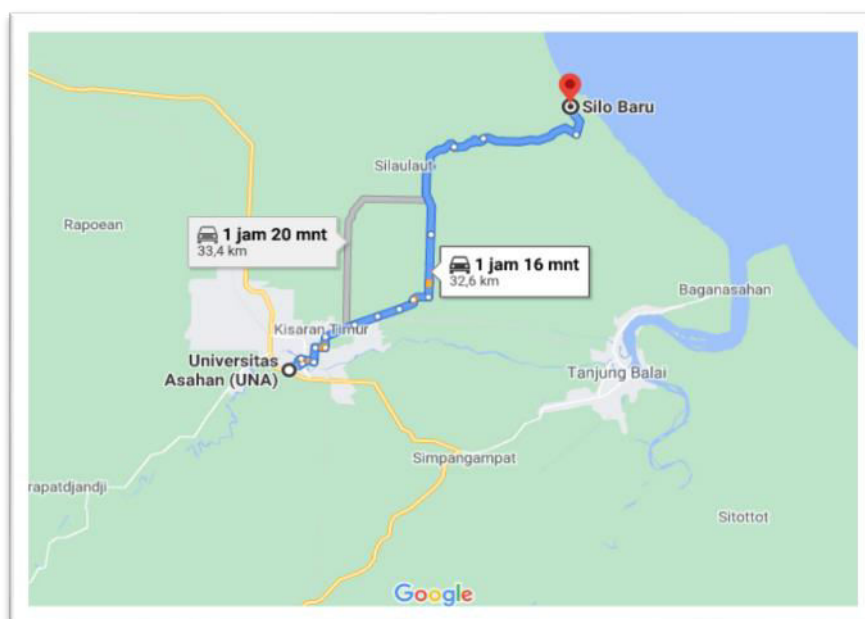 Silo Baru
Silaulaut
Rapoean
1 jam 20 mnt
33,4 km
1 jam 16 mnt
32,6 km
Baganasahan
Kisaran Timur
Universitas
Asahan (UNA)
Tanjung Balai
Simpangampat
rapatdjandji
Sitottot
Google